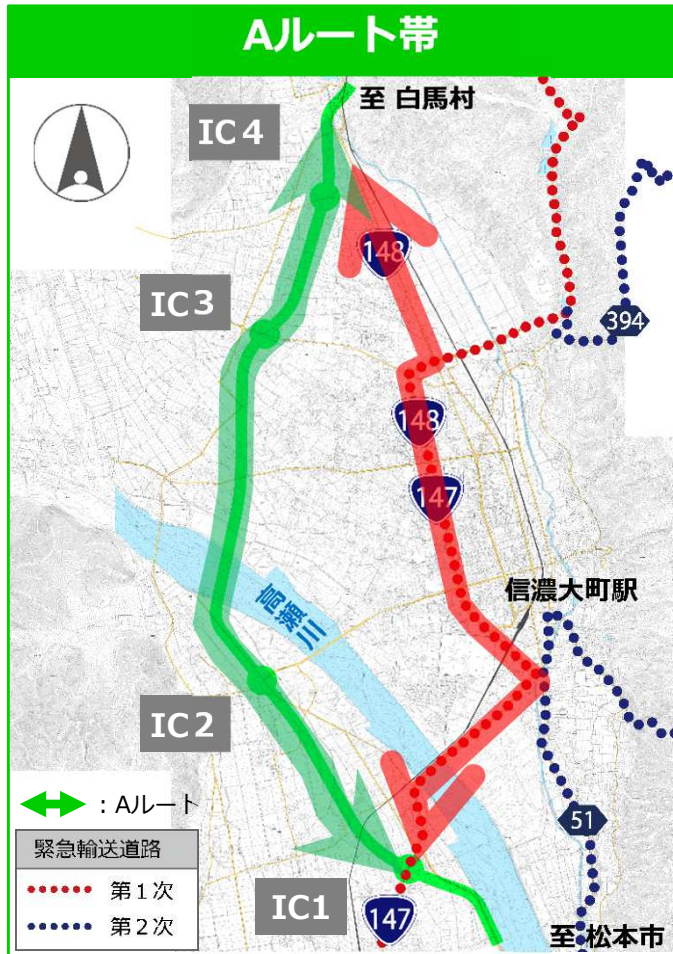 Aルート帯
至 白馬村
IC4
148
IC3
394
148
147
信濃大町駅
高瀬川
IC2
: Aルート
51
緊急輸送道路
第1次
第2次
IC1
147
至 松本市